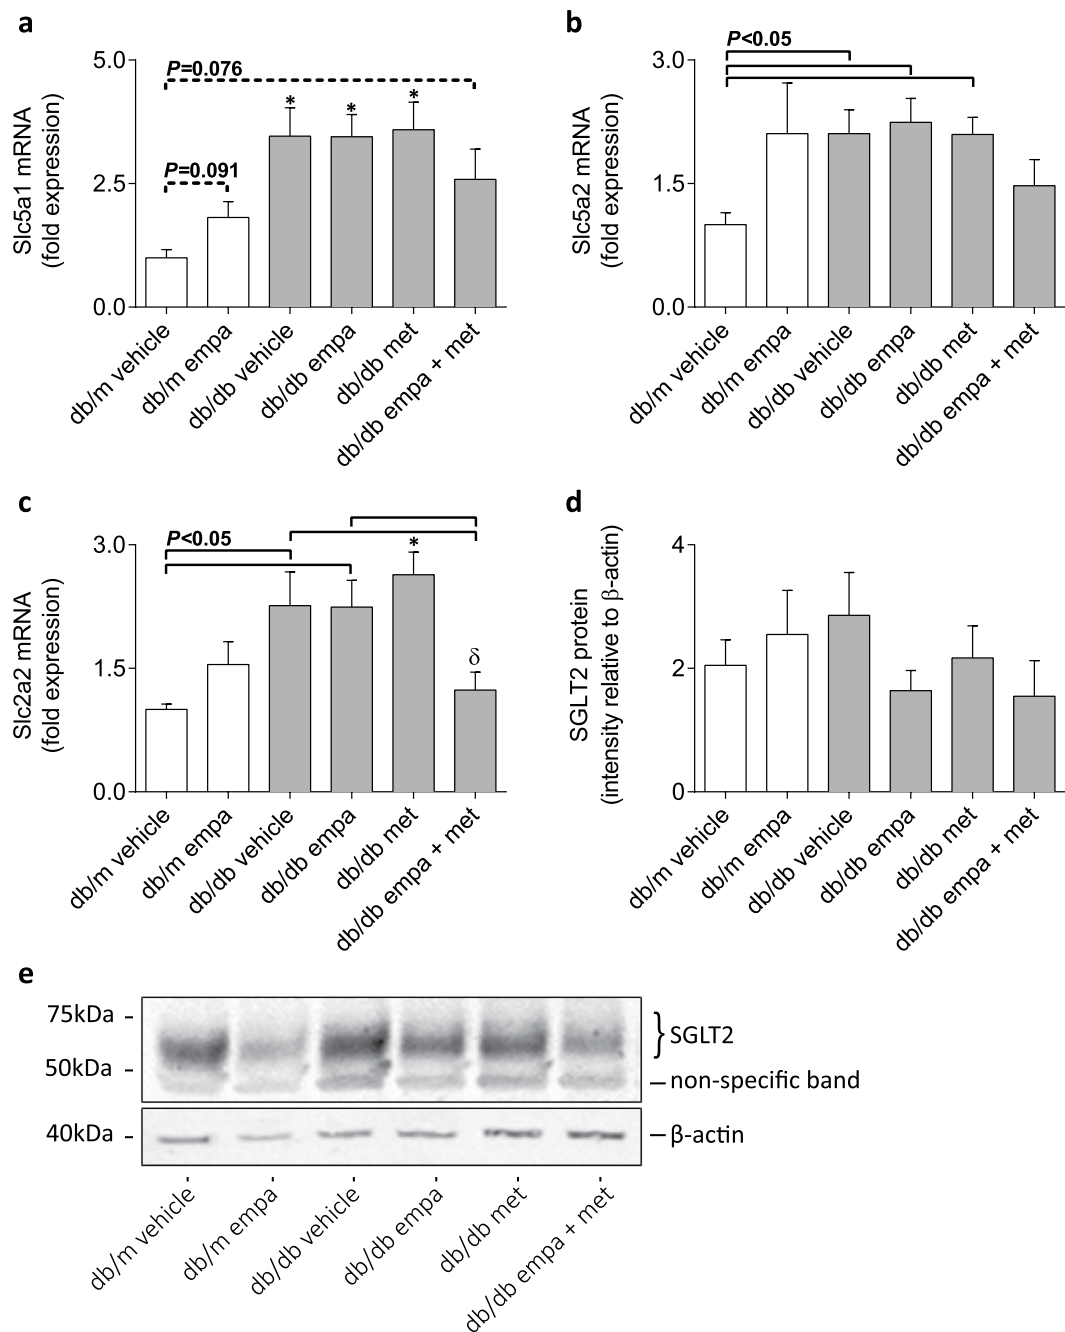 a
Slc5a1 mRNA
(fold expression)
5.0
2.5
0.0
P=0.076
P=0.091
*
*
*
db/m vehicle
db/m empa
db/db vehicle
db/db empa
db/db met
db/db empa + met
b
Slc5a2 mRNA
(fold expression)
3.0
1.5
0.0
P<0.05
db/m vehicle
db/m empa
db/db vehicle
db/db empa
db/db met
db/db empa + met
c
Slc2a2 mRNA
(fold expression)
3.0
1.5
0.0
P<0.05
*
δ
db/m vehicle
db/m empa
db/db vehicle
db/db empa
db/db met
db/db empa + met
d
SGLT2 protein
(intensity relative to β-actin)
4
2
0
db/m vehicle
db/m empa
db/db vehicle
db/db empa
db/db met
db/db empa + met
e
75kDa
50kDa
40kDa
SGLT2
non-specific band
β-actin
db/m vehicle
db/m empa
db/db vehicle
db/db empa
db/db met
db/db empa + met